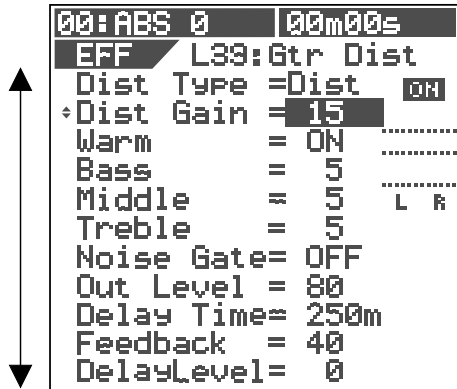 00:ABS 0 00m00s
EFF L39:Gtr Dist
Dist Type =Dist ON
Dist Gain = 15
Warm = ON
Bass = 5
Middle = 5 L R
Treble = 5
Noise Gate= OFF
Out Level = 80
Delay Time= 250m
Feedback = 40
DelayLevel= 0